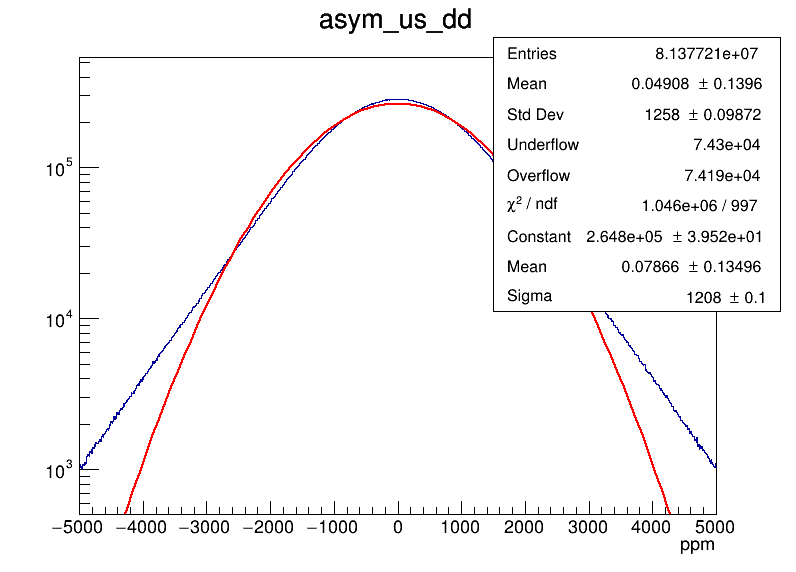 asym_us_dd
Entries 8.137721e+07
Mean 0.04908 ± 0.1396
Std Dev 1258 ± 0.09872
Underflow 7.43e+04
Overflow 7.419e+04
χ² / ndf 1.046e+06 / 997
Constant 2.648e+05 ± 3.952e+01
Mean 0.07866 ± 0.13496
Sigma 1208 ± 0.1
10⁵
10⁴
10³
−5000 −4000 −3000 −2000 −1000 0 1000 2000 3000 4000 5000
ppm